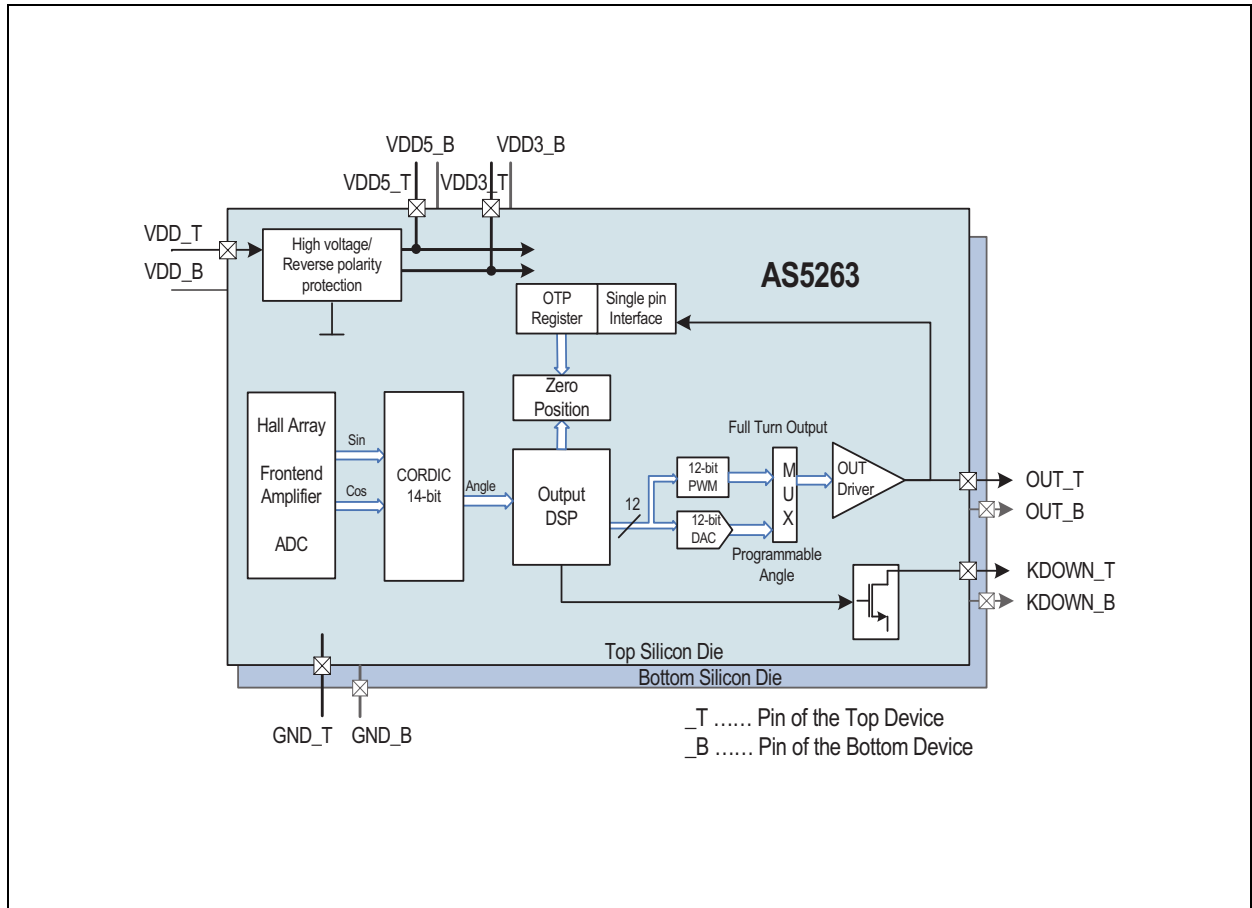 VDD5_B
VDD3_B
VDD5_T
VDD3_T
VDD_T
VDD_B
High voltage/
Reverse polarity
protection
AS5263
OTP
Register
Single pin
Interface
Zero
Position
Hall Array
Frontend
Amplifier
ADC
Sin
Cos
CORDIC
14-bit
Angle
Output
DSP
12
12-bit
PWM
12-bit
DAC
Full Turn Output
M
U
X
Programmable
Angle
OUT
Driver
OUT_T
OUT_B
KDOWN_T
KDOWN_B
Top Silicon Die
Bottom Silicon Die
GND_T
GND_B
_T …… Pin of the Top Device
_B …… Pin of the Bottom Device